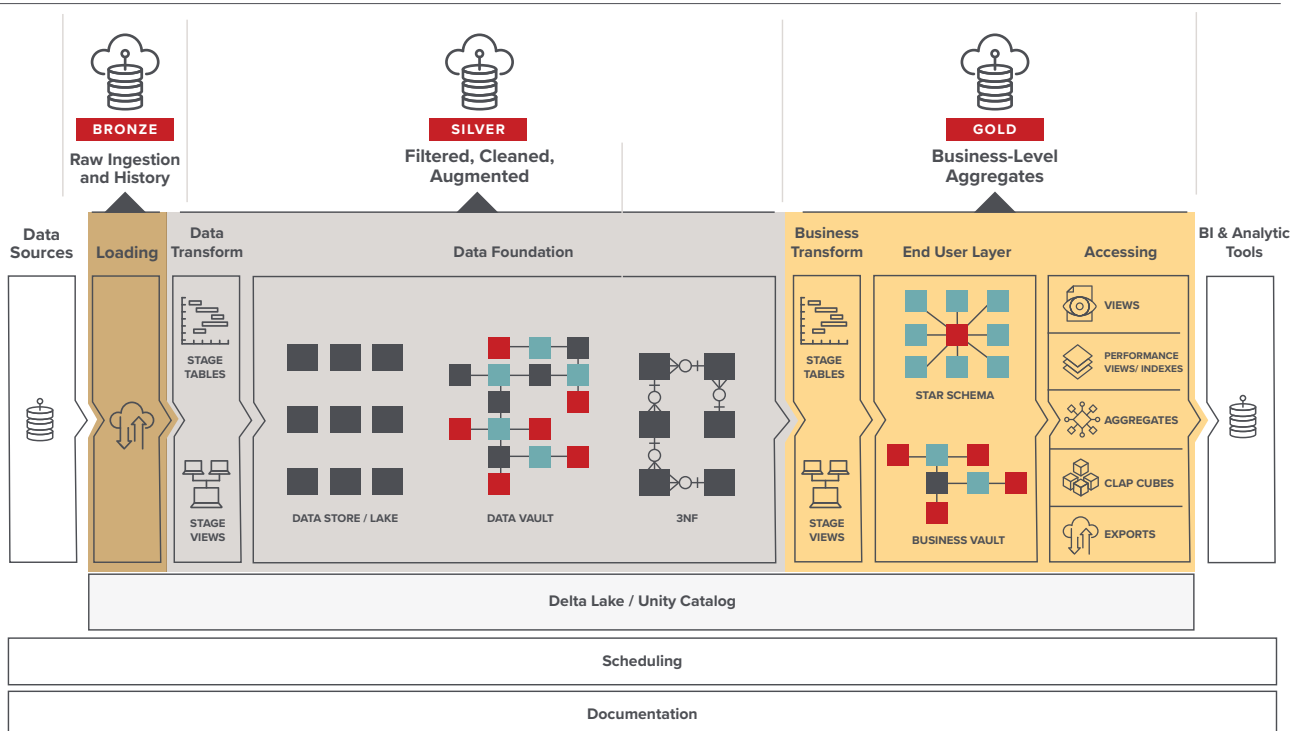 BRONZE
Raw Ingestion
and History
SILVER
Filtered, Cleaned,
Augmented
GOLD
Business-Level
Aggregates
Data
Sources
Loading
Data
Transform
Data Foundation
Business
Transform
End User Layer
Accessing
BI & Analytic
Tools
STAGE
TABLES
STAGE
VIEWS
DATA STORE / LAKE
DATA VAULT
3NF
STAGE
TABLES
STAGE
VIEWS
STAR SCHEMA
BUSINESS VAULT
VIEWS
PERFORMANCE
VIEWS/ INDEXES
AGGREGATES
CLAP CUBES
EXPORTS
Delta Lake / Unity Catalog
Scheduling
Documentation